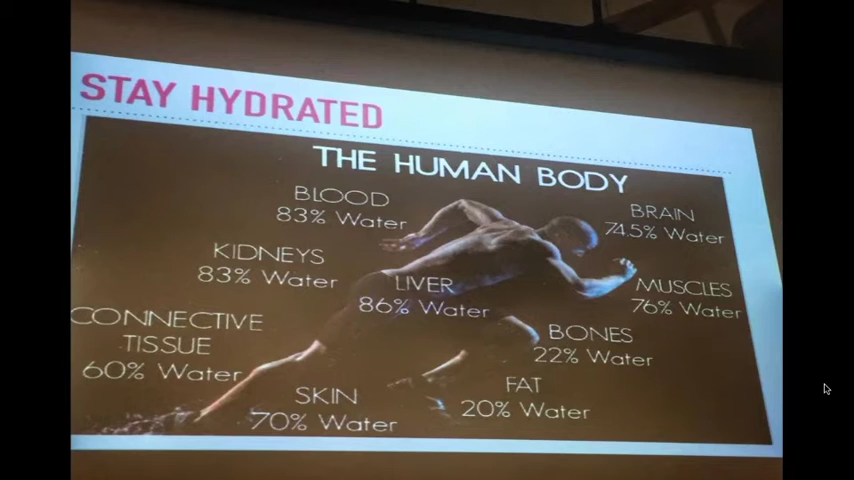 STAY HYDRATED
THE HUMAN BODY
BLOOD
83% Water
BRAIN
74.5% Water
KIDNEYS
83% Water
LIVER
86% Water
MUSCLES
76% Water
CONNECTIVE
TISSUE
60% Water
BONES
22% Water
SKIN
70% Water
FAT
20% Water